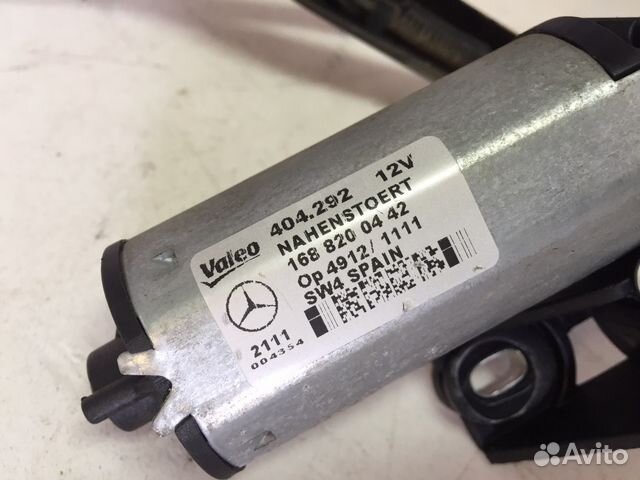 Valeo 404.292 12V
NAHENSTOERT
168 820 04 42
Op 4912/ 1111
SW4 SPAIN
2111
004354
Avito